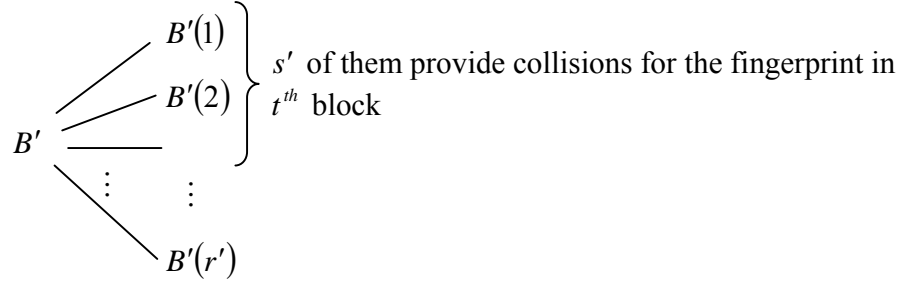 B′(1)
s′ of them provide collisions for the fingerprint in
B′(2)
t^{th} block
B′
⋮
⋮
B′(r′)